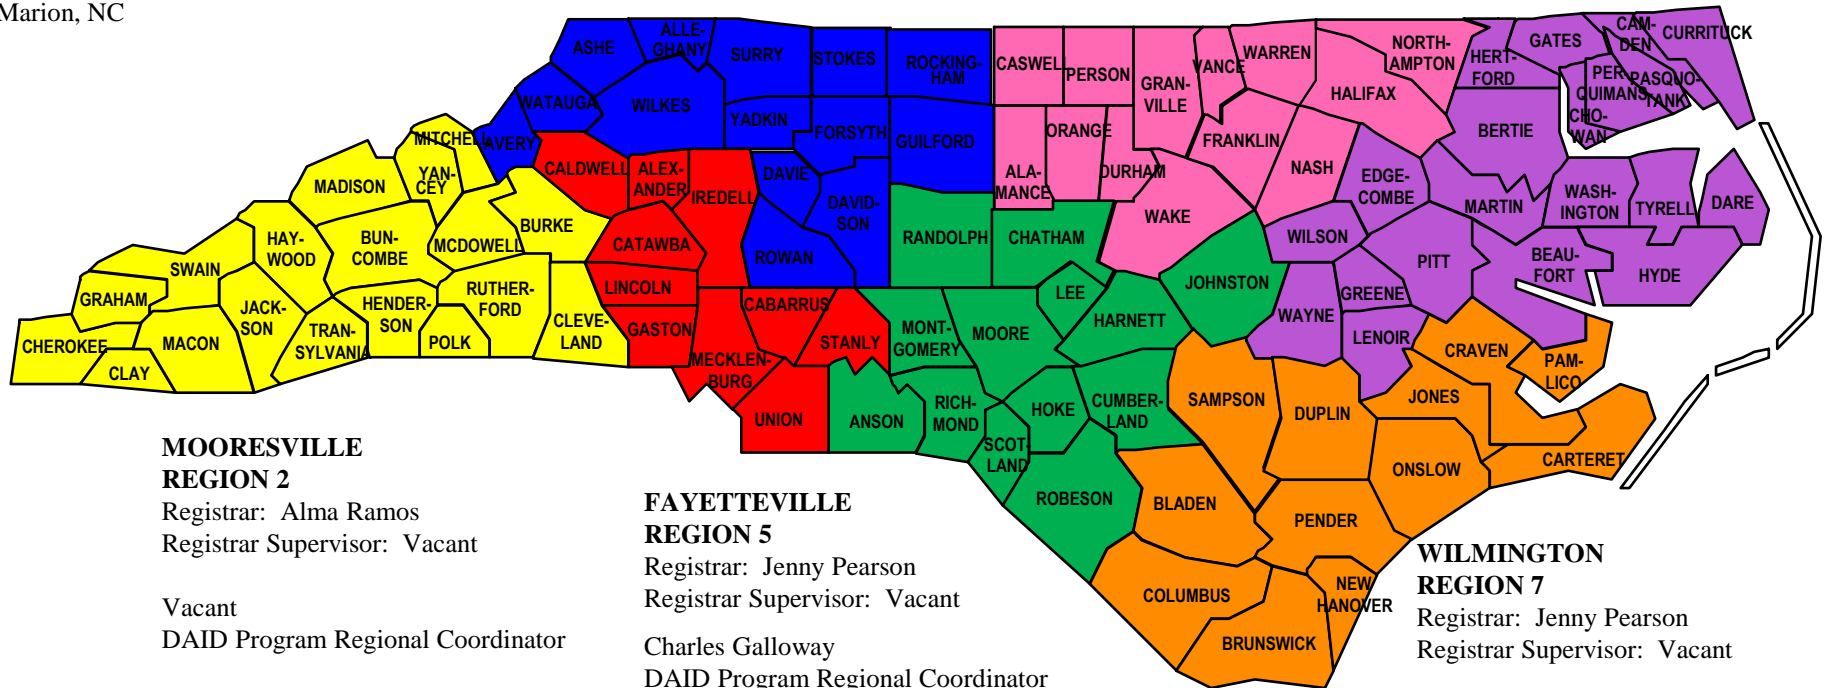 Marion, NC
ASHE
ALLE-
GHANY
SURRY
STOKES
ROCKING-
HAM
CASWELL
PERSON
GRAN-
VILLE
VANCE
WARREN
NORTH-
AMPTON
HERT-
FORD
GATES
CAM-
DEN
CURRITUCK
WATAUGA
WILKES
YADKIN
FORSYTH
GUILFORD
ALA-
MANCE
ORANGE
DURHAM
FRANKLIN
HALIFAX
NASH
BERTIE
CHO-
WAN
PER-
QUIMANS
PASQUO-
TANK
MITCHELL
AVERY
CALDWELL
ALEX-
ANDER
IREDELL
DAVIE
DAVID-
SON
ROWAN
RANDOLPH
CHATHAM
WAKE
EDGE-
COMBE
MARTIN
WASH-
INGTON
TYRELL
DARE
MADISON
YAN-
CEY
BURKE
MCDOWELL
BUN-
COMBE
HAY-
WOOD
SWAIN
GRAHAM
CHEROKEE
CLAY
MACON
JACK-
SON
TRAN-
SYLVANIA
HENDER-
SON
POLK
RUTHER-
FORD
CLEVE-
LAND
CATAWBA
LINCOLN
GASTON
MECKLEN-
BURG
CABARRUS
STANLY
UNION
ANSON
MONT-
GOMERY
MOORE
LEE
HARNETT
JOHNSTON
WILSON
WAYNE
GREENE
PITT
LENOIR
BEAU-
FORT
HYDE
CRAVEN
PAM-
LICO
JONES
CARTERET
ONSLOW
DUPLIN
SAMPSON
CUMBER-
LAND
HOKE
RICH-
MOND
SCOT-
LAND
ROBESON
BLADEN
PENDER
COLUMBUS
BRUNSWICK
NEW
HANOVER
MOORESVILLE
REGION 2
Registrar: Alma Ramos
Registrar Supervisor: Vacant
Vacant
DAID Program Regional Coordinator
FAYETTEVILLE
REGION 5
Registrar: Jenny Pearson
Registrar Supervisor: Vacant
Charles Galloway
DAID Program Regional Coordinator
WILMINGTON
REGION 7
Registrar: Jenny Pearson
Registrar Supervisor: Vacant